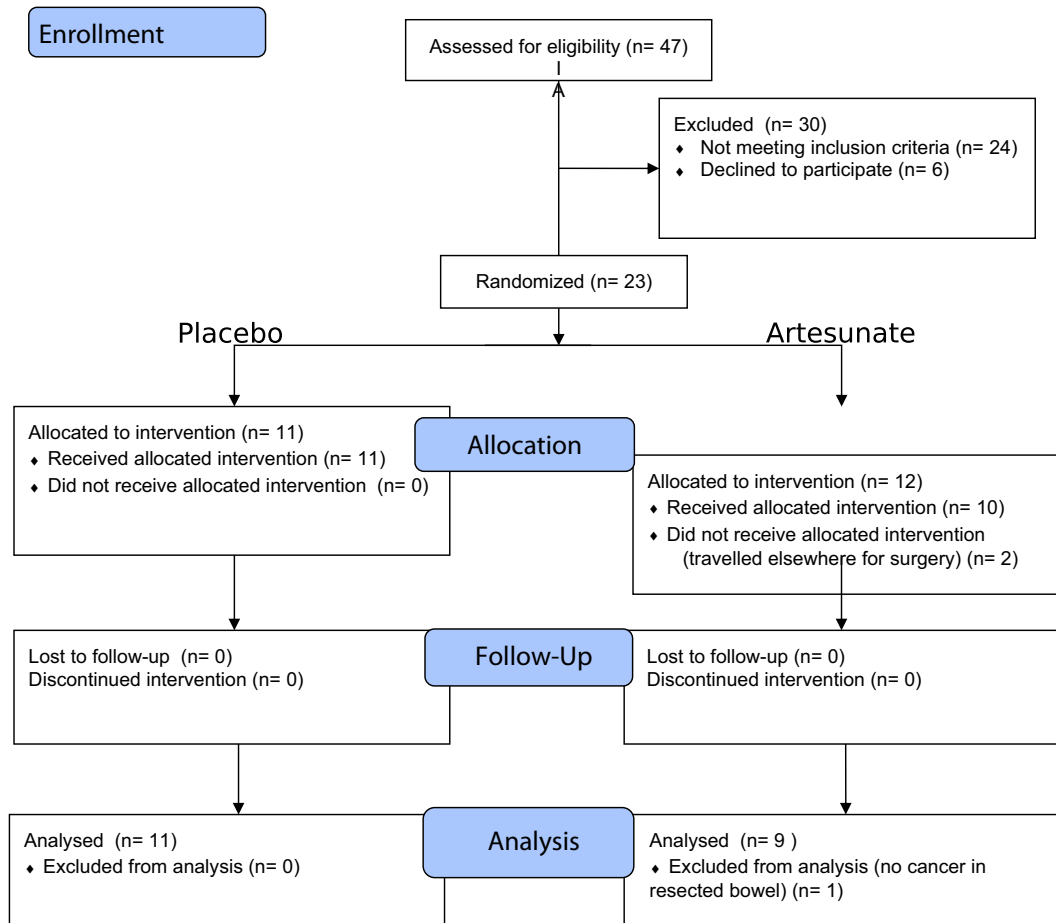 Enrollment
Assessed for eligibility (n= 47)
I
A
Excluded (n= 30)
♦ Not meeting inclusion criteria (n= 24)
♦ Declined to participate (n= 6)
Randomized (n= 23)
Placebo
Artesunate
Allocation
Allocated to intervention (n= 11)
♦ Received allocated intervention (n= 11)
♦ Did not receive allocated intervention (n= 0)
Allocated to intervention (n= 12)
♦ Received allocated intervention (n= 10)
♦ Did not receive allocated intervention
(travelled elsewhere for surgery) (n= 2)
Follow-Up
Lost to follow-up (n= 0)
Discontinued intervention (n= 0)
Lost to follow-up (n= 0)
Discontinued intervention (n= 0)
Analysis
Analysed (n= 11)
♦ Excluded from analysis (n= 0)
Analysed (n= 9 )
♦ Excluded from analysis (no cancer in
resected bowel) (n= 1)